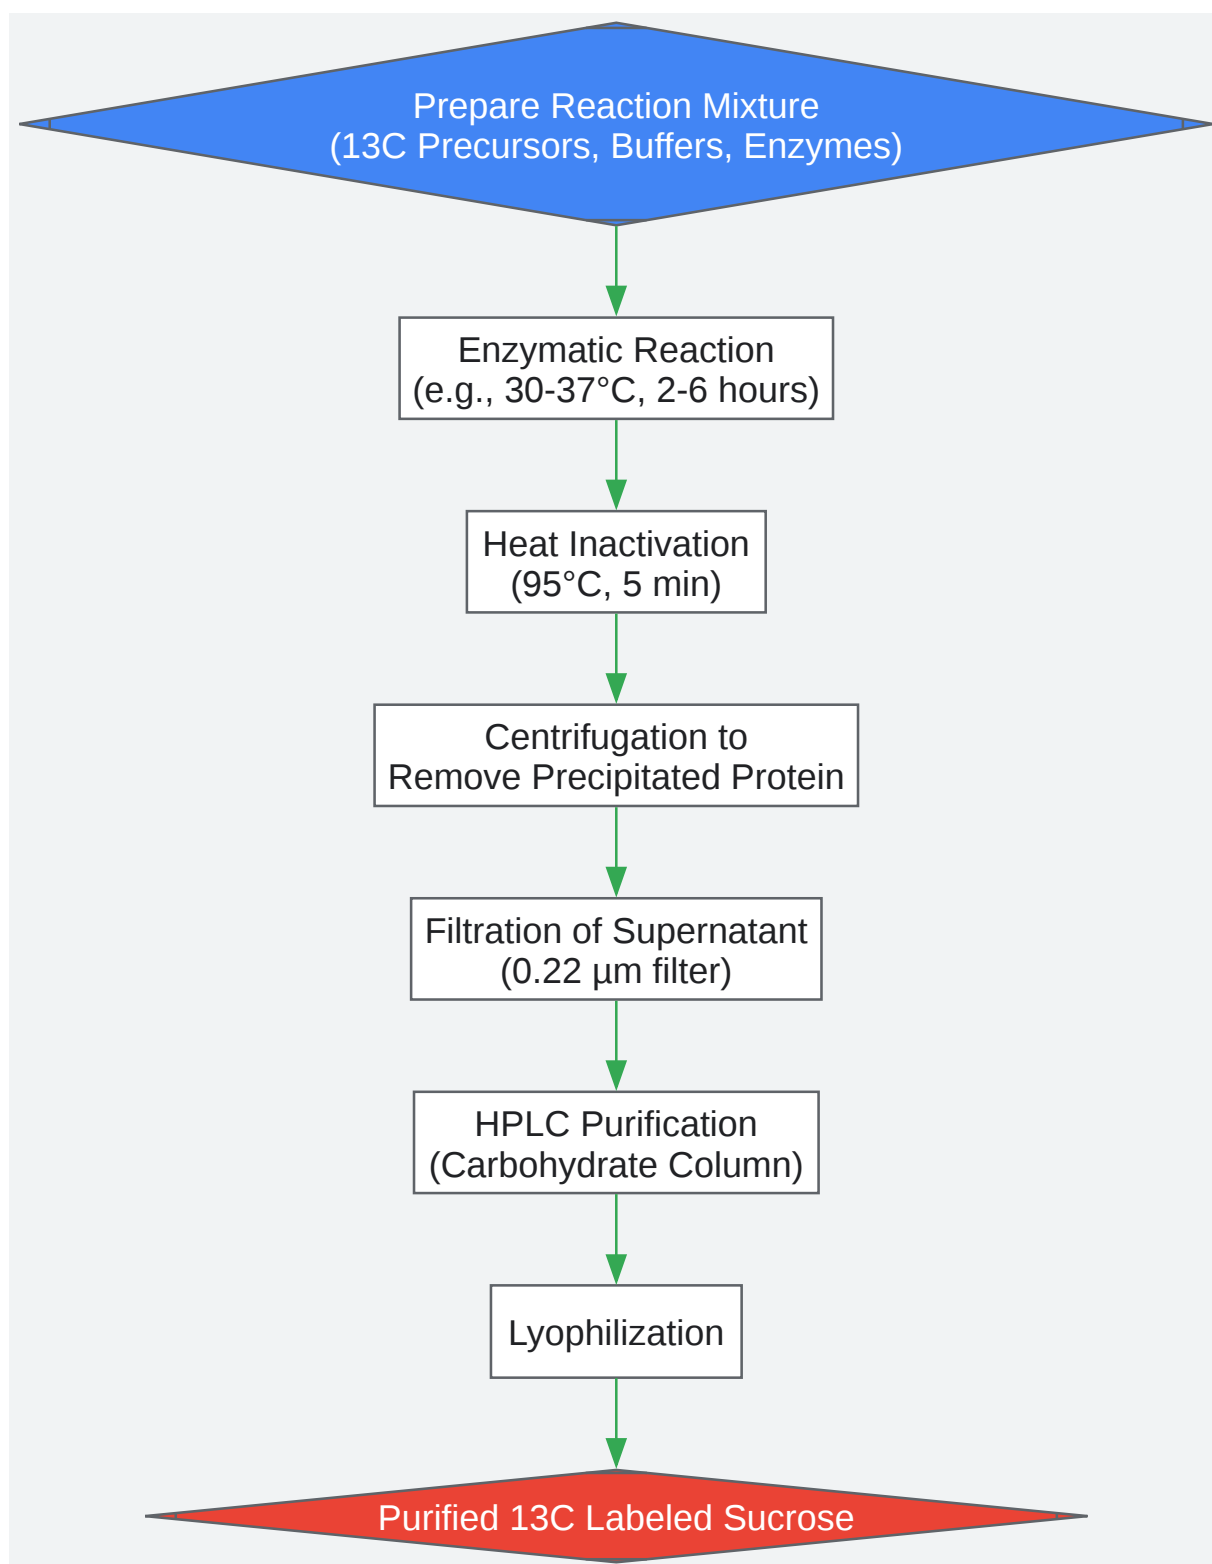 Prepare Reaction Mixture
(13C Precursors, Buffers, Enzymes)
Enzymatic Reaction
(e.g., 30-37°C, 2-6 hours)
Heat Inactivation
(95°C, 5 min)
Centrifugation to
Remove Precipitated Protein
Filtration of Supernatant
(0.22 µm filter)
HPLC Purification
(Carbohydrate Column)
Lyophilization
Purified 13C Labeled Sucrose